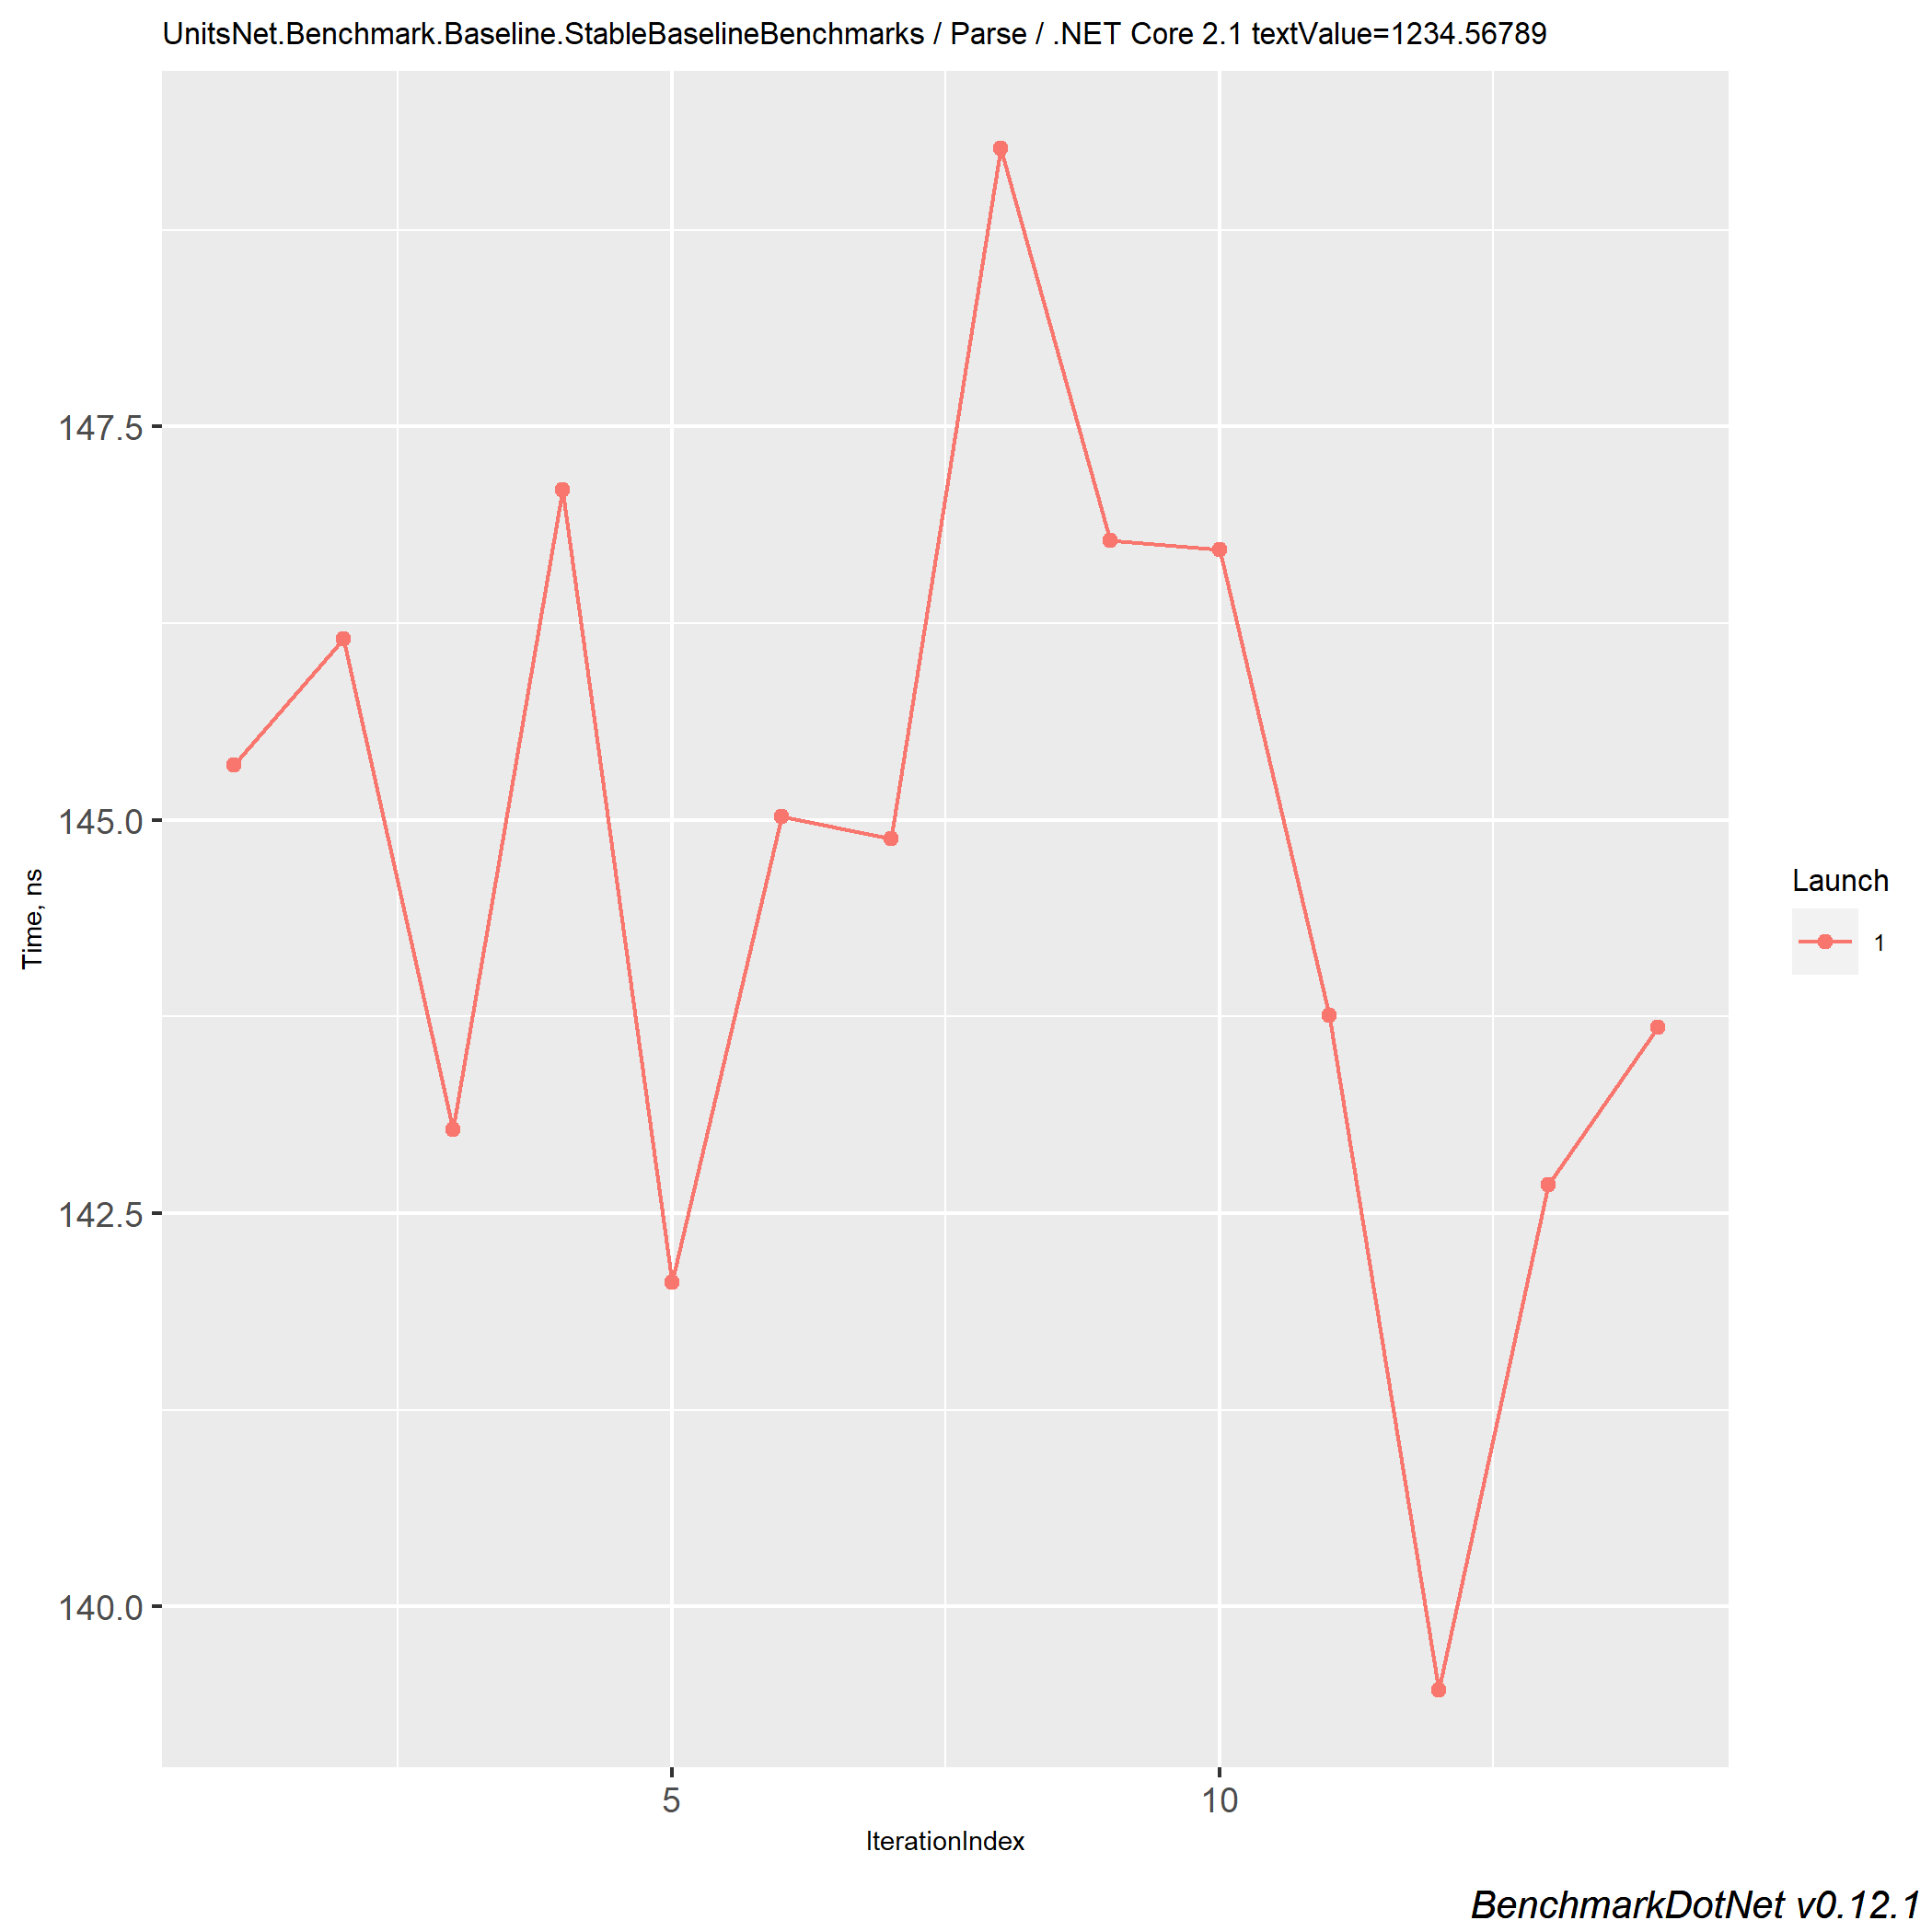 UnitsNet.Benchmark.Baseline.StableBaselineBenchmarks / Parse / .NET Core 2.1 textValue=1234.56789
147.5
145.0
142.5
140.0
Time, ns
5
10
IterationIndex
Launch
1
BenchmarkDotNet v0.12.1